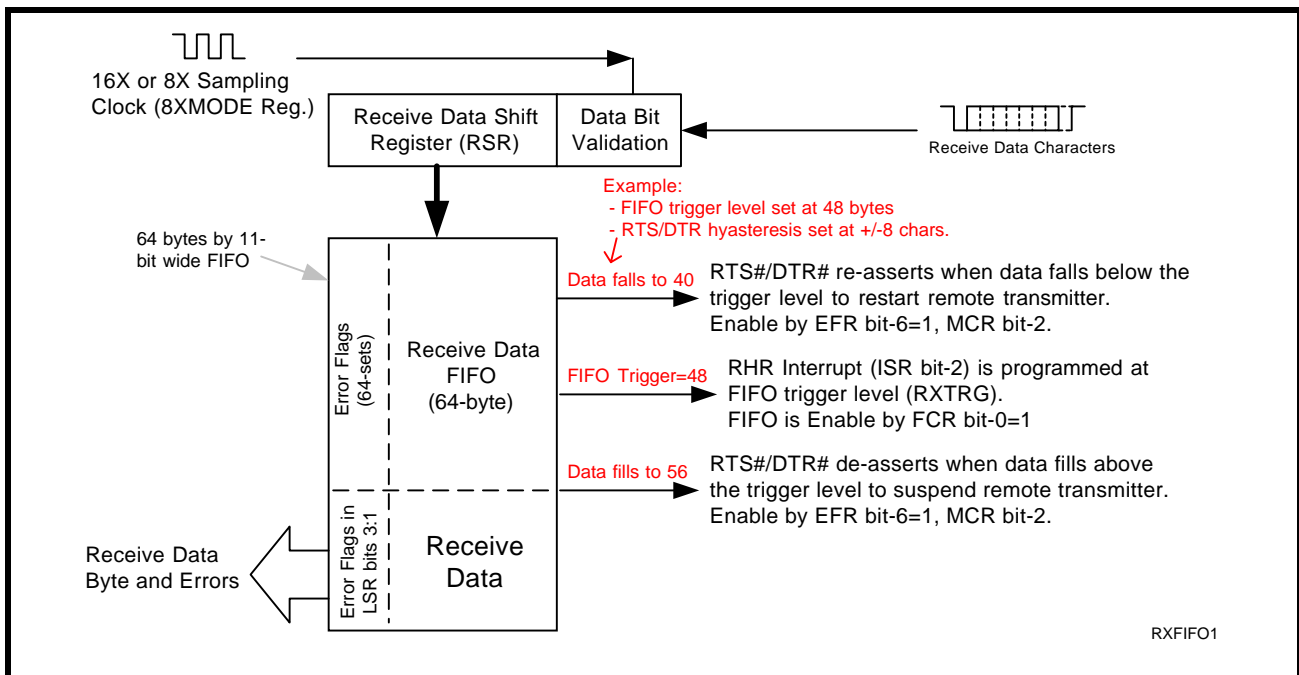 16X or 8X Sampling
Clock (8XMODE Reg.)
Receive Data Shift
Register (RSR)
Data Bit
Validation
Receive Data Characters
Example:
- FIFO trigger level set at 48 bytes
- RTS/DTR hyasteresis set at +/-8 chars.
64 bytes by 11-
bit wide FIFO
Data falls to 40
RTS#/DTR# re-asserts when data falls below the
trigger level to restart remote transmitter.
Enable by EFR bit-6=1, MCR bit-2.
Error Flags
(64-sets)
Receive Data
FIFO
(64-byte)
FIFO Trigger=48
RHR Interrupt (ISR bit-2) is programmed at
FIFO trigger level (RXTRG).
FIFO is Enable by FCR bit-0=1
Data fills to 56
RTS#/DTR# de-asserts when data fills above
the trigger level to suspend remote transmitter.
Enable by EFR bit-6=1, MCR bit-2.
Error Flags in
LSR bits 3:1
Receive
Data
Receive Data
Byte and Errors
RXFIFO1